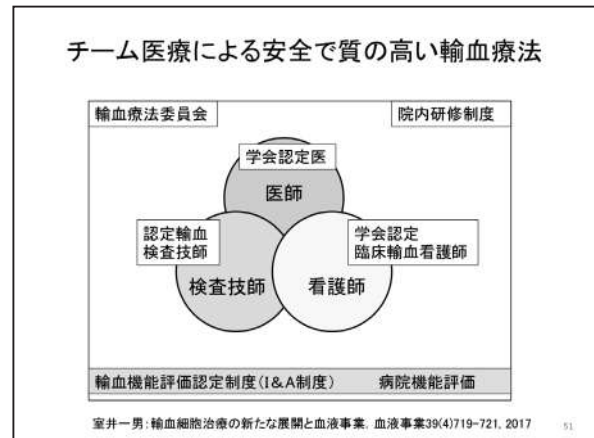 チーム医療による安全で質の高い輸血療法
輸血療法委員会
院内研修制度
学会認定医
医師
認定輸血
検査技師
学会認定
臨床輸血看護師
検査技師
看護師
輸血機能評価認定制度(I&A制度)
病院機能評価
室井一男:輸血細胞治療の新たな展開と血液事業. 血液事業39(4)719-721, 2017
51